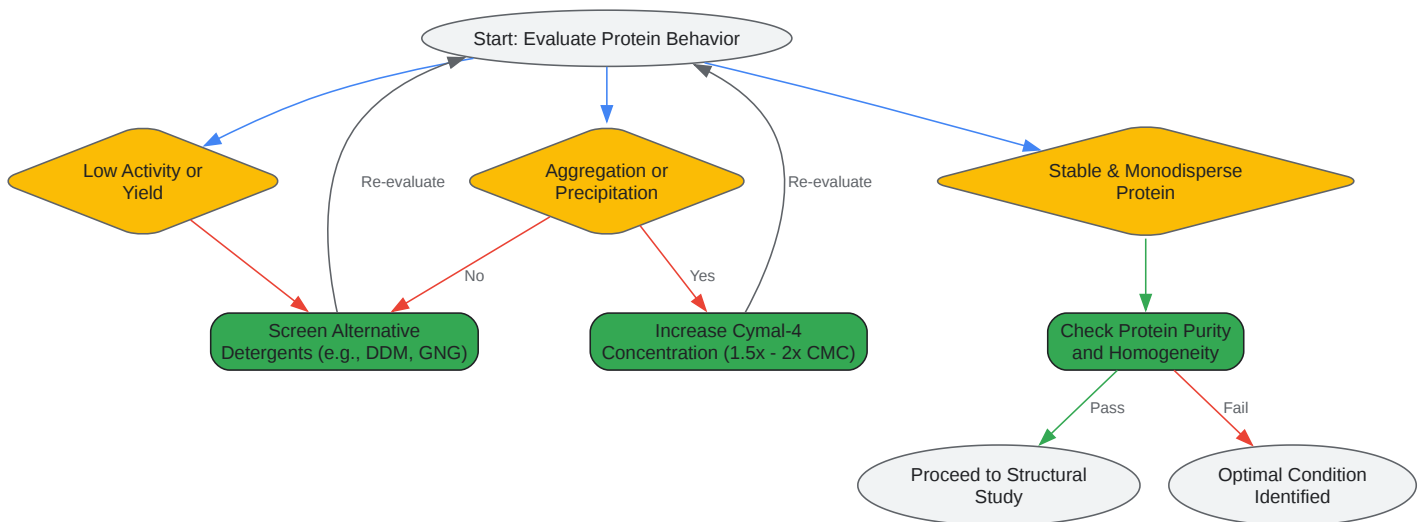 Start: Evaluate Protein Behavior
Low Activity or
Yield
Re-evaluate
Aggregation or
Precipitation
Re-evaluate
Stable & Monodisperse
Protein
No
Yes
Screen Alternative
Detergents (e.g., DDM, GNG)
Increase Cymal-4
Concentration (1.5x - 2x CMC)
Check Protein Purity
and Homogeneity
Pass
Fail
Proceed to Structural
Study
Optimal Condition
Identified